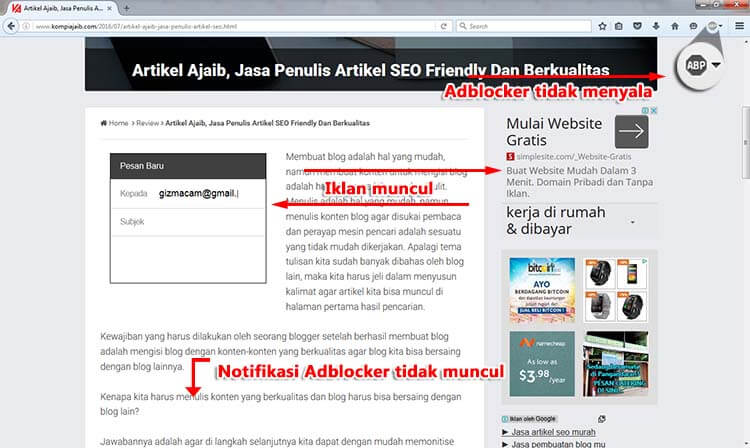 Artikel Ajaib, Jasa Penulis A...
https://www.kompiajaib.com/2016/07/artikel-ajaib-jasa-penulis-artikel-seo.html
Search
ABP
Artikel Ajaib, Jasa Penulis Artikel SEO Friendly Dan Berkualitas
ABP
Adblocker tidak menyala
Home › Review › Artikel Ajaib, Jasa Penulis Artikel SEO Friendly Dan Berkualitas
Pesan Baru
Kepada gizmacam@gmail.
Subjek
Membuat blog adalah hal yang mudah,
namun membuat konten untuk mengisi blog
adalah
Menulis adalah hal yang mudah, namun
menulis konten blog agar disukai pembaca
dan perayap mesin pencari adalah sesuatu
yang tidak mudah dikerjakan. Apalagi tema
tulisan kita sudah banyak dibahas oleh blog
lain, maka kita harus jeli dalam menyusun
kalimat agar artikel kita bisa muncul di
halaman pertama hasil pencarian.
Iklan muncul
Kewajiban yang harus dilakukan oleh seorang blogger setelah berhasil membuat blog
adalah mengisi blog dengan konten-konten yang berkualitas agar blog kita bisa bersaing
dengan blog lainnya.
Notifikasi Adblocker tidak muncul
Kenapa kita harus menulis konten yang berkualitas dan blog harus bisa bersaing dengan
blog lain?
Jawabannya adalah agar di langkah selanjutnya kita dapat dengan mudah memonitise
Mulai Website
Gratis
simplesite.com/_Website-Gratis
Buat Website Mudah Dalam 3
Menit. Domain Pribadi dan Tanpa
Iklan.
kerja di rumah
& dibayar
bitcoin
AYO
BERDAGANG BITCOIN
JUAL BELI BITCOIN!
namecheap
As low as
$3.98/year
PESAN CATERING
DISINI
Iklan oleh Google
► Jasa artikel seo murah
► Jasa pembuatan blog mu